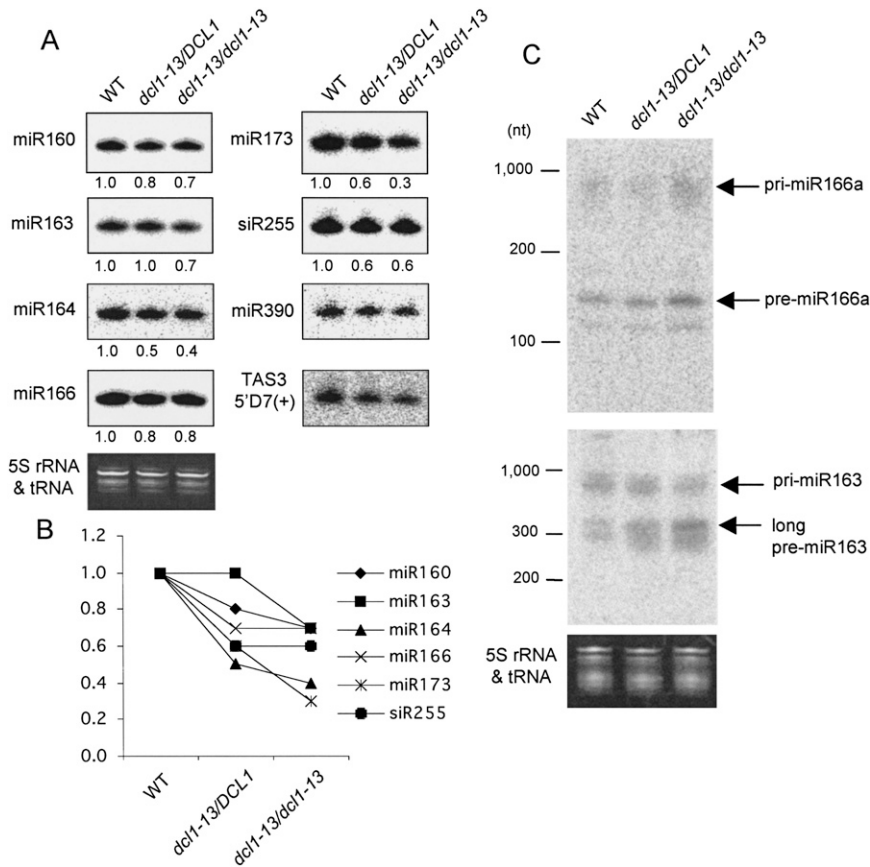 A
WT
dcl1-13/DCL1
dcl1-13/dcl1-13
miR160
1.0 0.8 0.7
miR163
1.0 1.0 0.7
miR164
1.0 0.5 0.4
miR166
1.0 0.8 0.8
5S rRNA
& tRNA
WT
dcl1-13/DCL1
dcl1-13/dcl1-13
miR173
1.0 0.6 0.3
siR255
1.0 0.6 0.6
miR390
TAS3
5'D7(+)
B
1.2
1.0
0.8
0.6
0.4
0.2
0.0
WT
dcl1-13/DCL1
dcl1-13/dcl1-13
miR160
miR163
miR164
miR166
miR173
siR255
C
(nt)
WT
dcl1-13/DCL1
dcl1-13/dcl1-13
1,000
200
100
pri-miR166a
pre-miR166a
1,000
300
200
pri-miR163
long
pre-miR163
5S rRNA
& tRNA